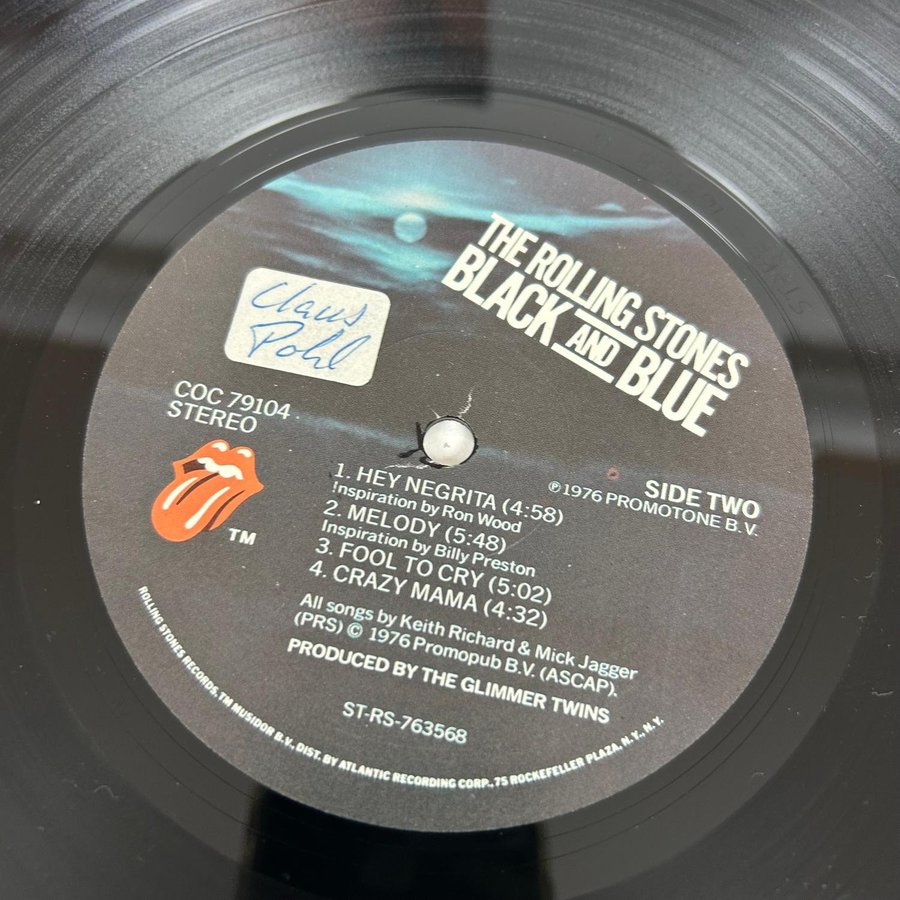 THE ROLLING STONES
BLACK AND BLUE
Claus
Pohl
COC 79104
STEREO
TM
SIDE TWO
℗ 1976 PROMOTONE B.V.
1. HEY NEGRITA (4:58)
Inspiration by Ron Wood
2. MELODY (5:48)
Inspiration by Billy Preston
3. FOOL TO CRY (5:02)
4. CRAZY MAMA (4:32)
All songs by Keith Richard & Mick Jagger
(PRS) © 1976 Promopub B.V. (ASCAP).
PRODUCED BY THE GLIMMER TWINS
ST-RS-763568
ROLLING STONES RECORDS, TM MUSIDOR B.V., DIST. BY ATLANTIC RECORDING CORP., 75 ROCKEFELLER PLAZA, N.Y., N.Y.